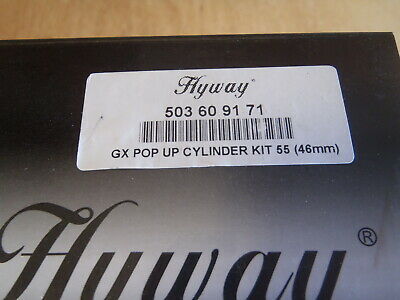 Hyway®
503 60 91 71
GX POP UP CYLINDER KIT 55 (46mm)
Hyway®